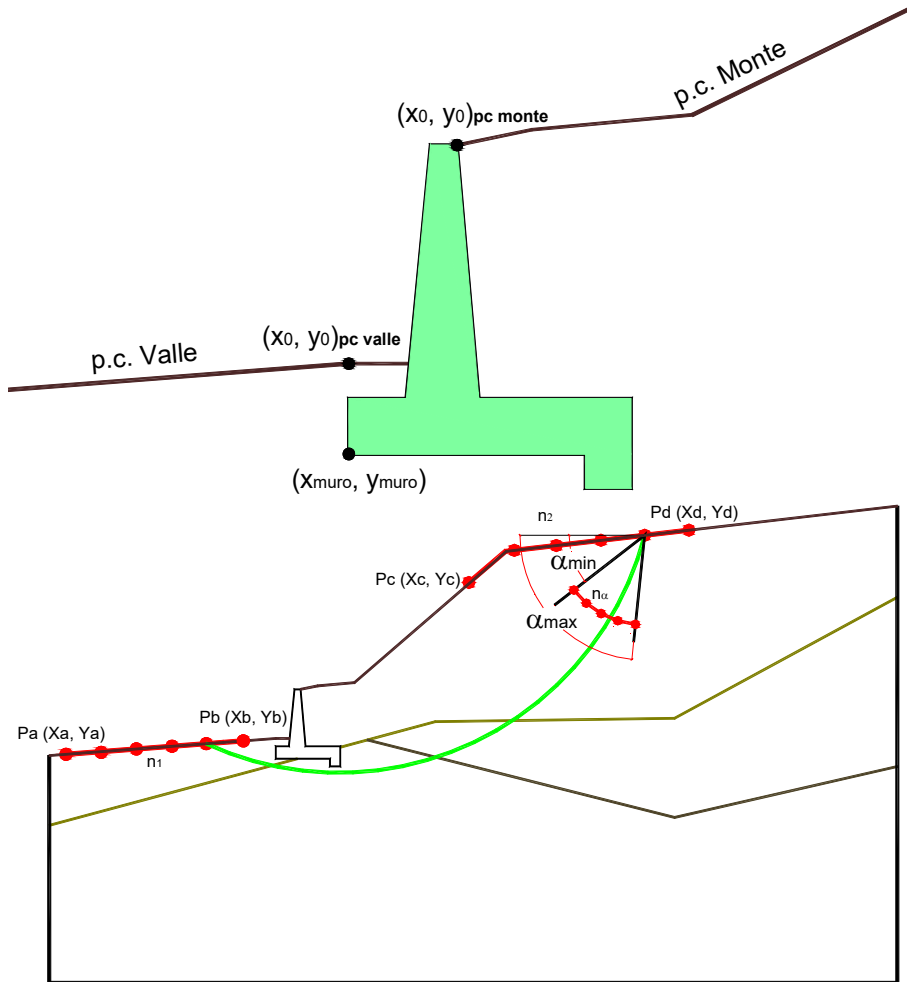 p.c. Monte
(x0, y0)pc monte
(x0, y0)pc valle
p.c. Valle
(xmuro, ymuro)
n2
Pd (Xd, Yd)
αmin
Pc (Xc, Yc)
nα
αmax
Pb (Xb, Yb)
Pa (Xa, Ya)
n1